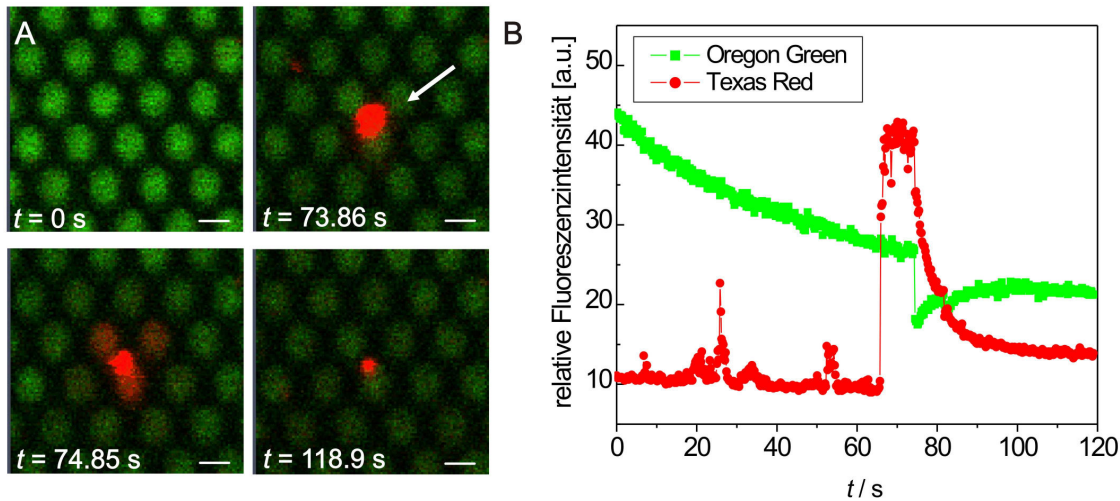 A
t = 0 s
t = 73.86 s
t = 74.85 s
t = 118.9 s
B
relative Fluoreszenzintensität [a.u.]
50
40
30
20
10
Oregon Green
Texas Red
0 20 40 60 80 100 120
t / s